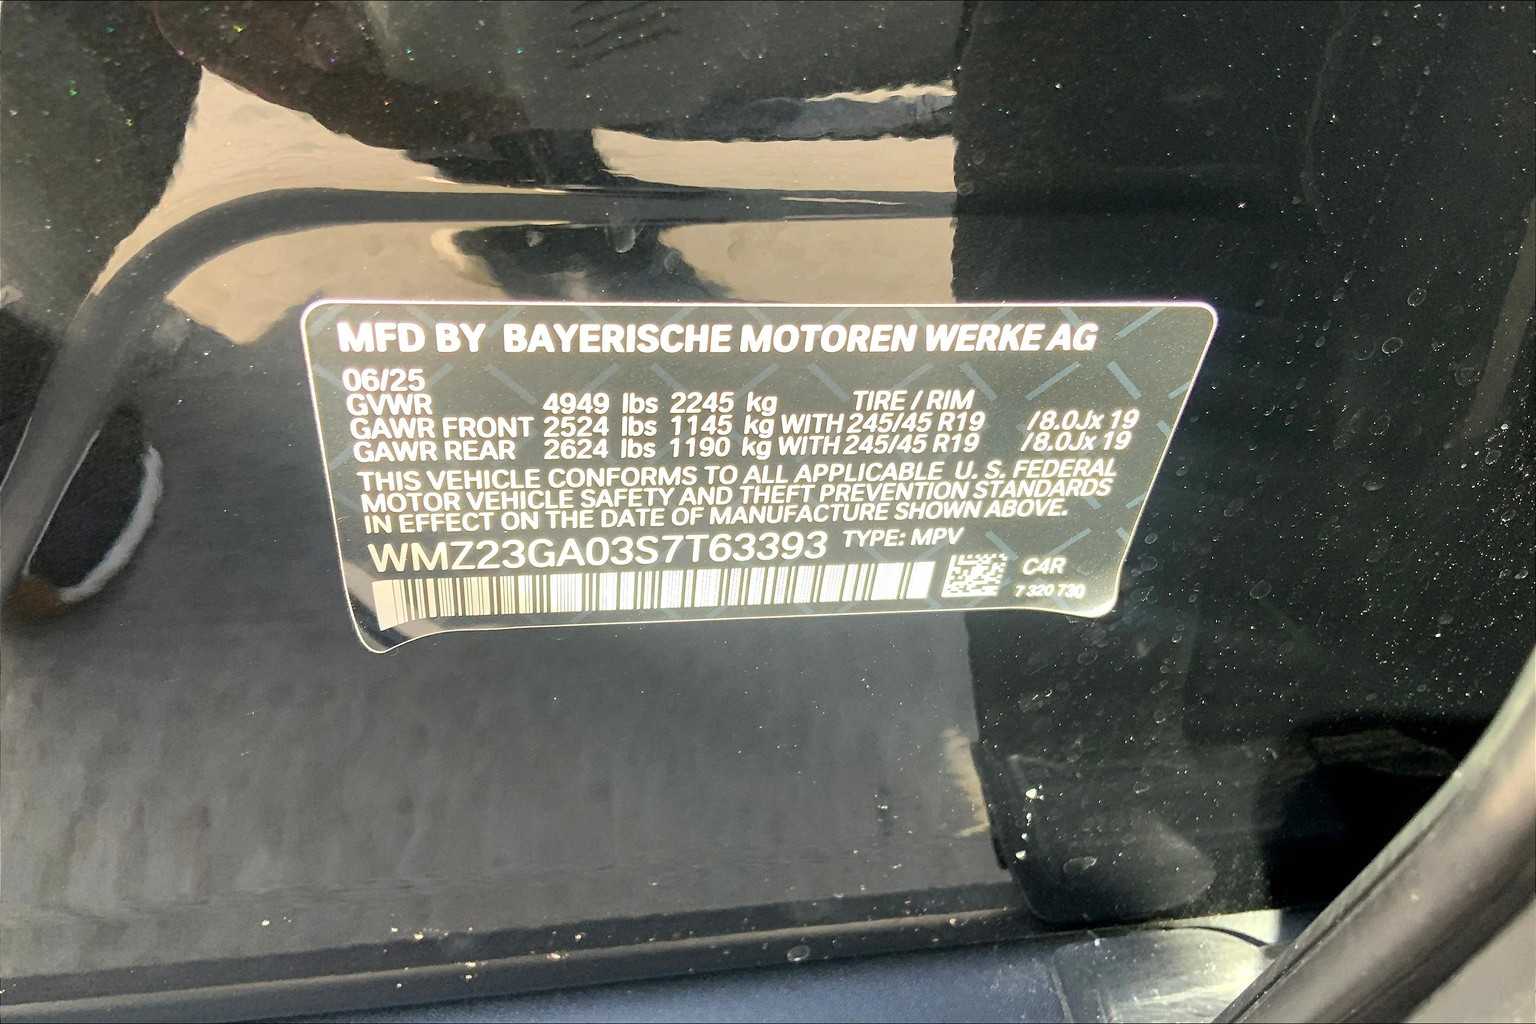 MFD BY BAYERISCHE MOTOREN WERKE AG
06/25
GVWR 4949 lbs 2245 kg TIRE / RIM
GAWR FRONT 2524 lbs 1145 kg WITH 245/45 R19 /8.0Jx 19
GAWR REAR 2624 lbs 1190 kg WITH 245/45 R19 /8.0Jx 19
THIS VEHICLE CONFORMS TO ALL APPLICABLE U. S. FEDERAL
MOTOR VEHICLE SAFETY AND THEFT PREVENTION STANDARDS
IN EFFECT ON THE DATE OF MANUFACTURE SHOWN ABOVE.
WMZ23GA03S7T63393 TYPE: MPV
C4R
7 320 730